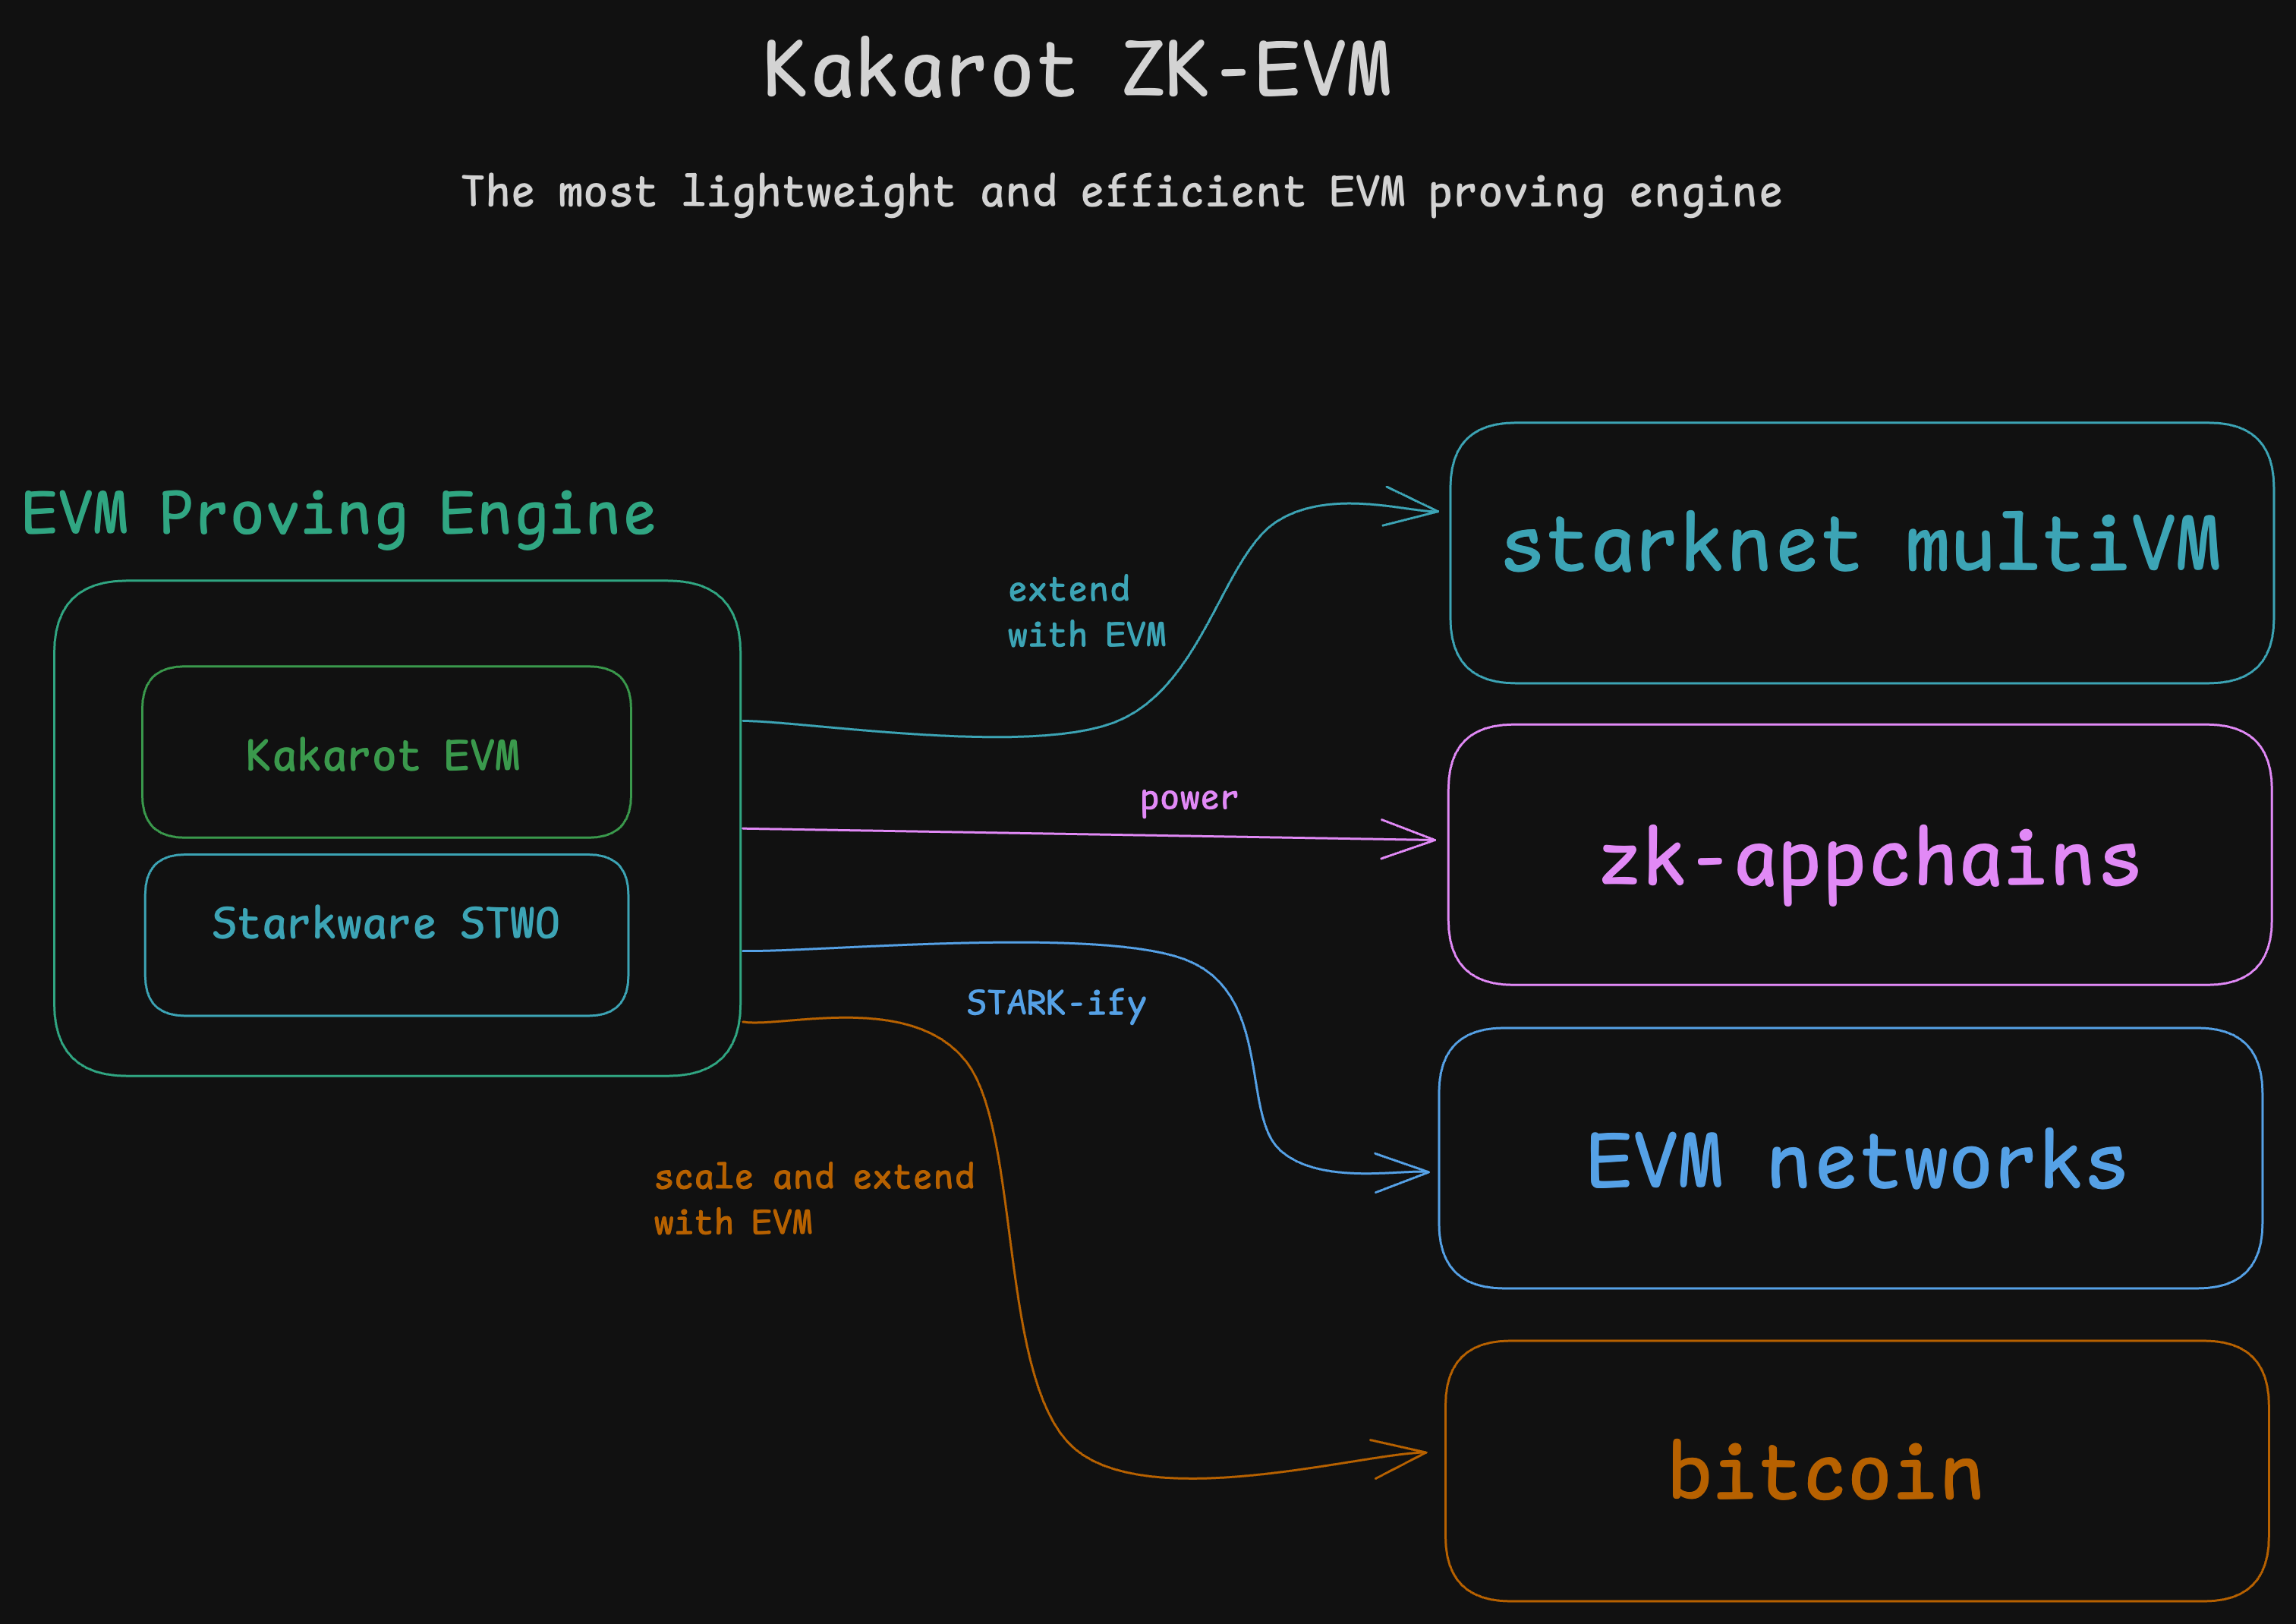 Kakarot ZK-EVM
The most lightweight and efficient EVM proving engine
EVM Proving Engine
Kakarot EVM
Starkware STWO
extend
with EVM
power
STARK-ify
scale and extend
with EVM
starknet multiVM
zk-appchains
EVM networks
bitcoin